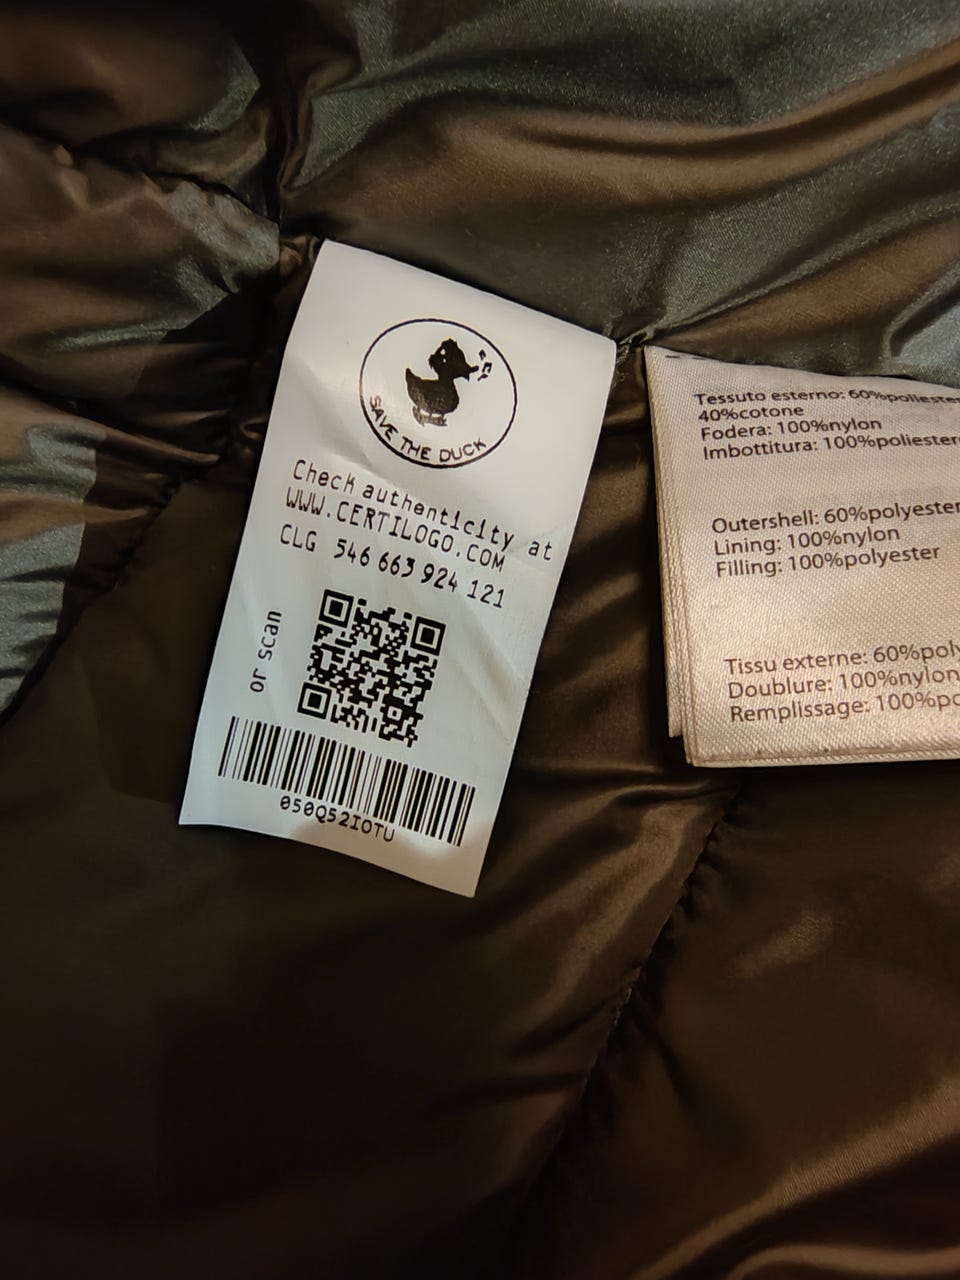 SAVE THE DUCK
Check authenticity at
WWW.CERTILOGO.COM
CLG 546 663 924 121
or scan
050Q52IOTU
Tessuto esterno: 60%poliester
40%cotone
Fodera: 100%nylon
Imbottitura: 100%poliester
Outershell: 60%polyester
Lining: 100%nylon
Filling: 100%polyester
Tissu externe: 60%poly
Doublure: 100%nylon
Remplissage: 100%po